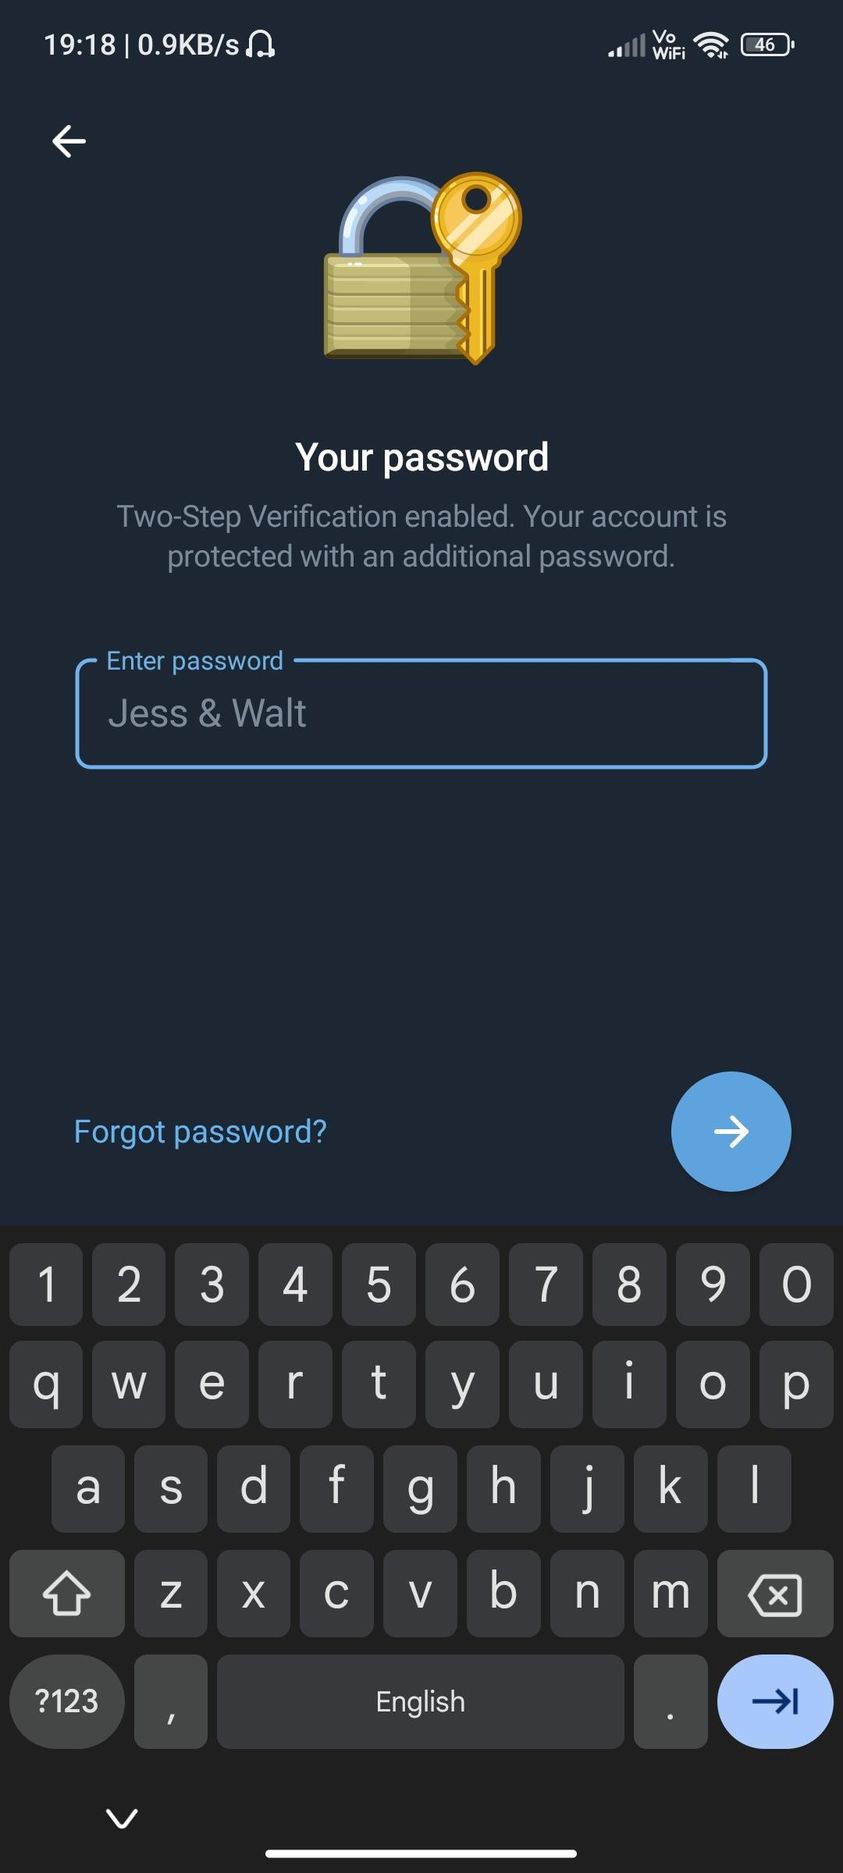 19:18 | 0.9KB/s
Vo
WiFi
46
Your password
Two-Step Verification enabled. Your account is
protected with an additional password.
Enter password
Jess & Walt
Forgot password?
1 2 3 4 5 6 7 8 9 0
q w e r t y u i o p
a s d f g h j k l
z x c v b n m
?123 , English .